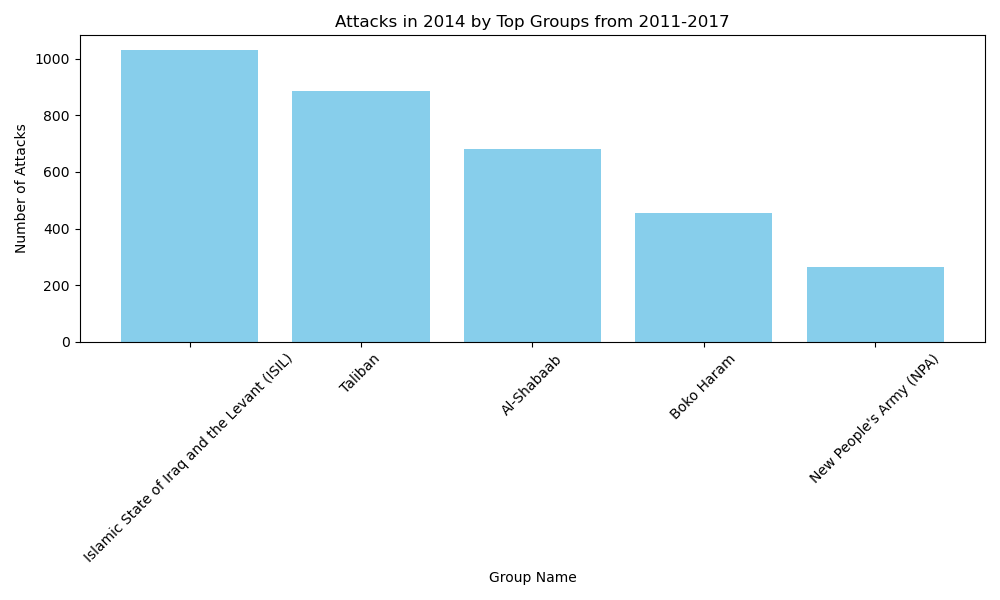 Attacks in 2014 by Top Groups from 2011-2017
Number of Attacks
1000
800
600
400
200
0
Islamic State of Iraq and the Levant (ISIL)
Taliban
Al-Shabaab
Boko Haram
New People's Army (NPA)
Group Name